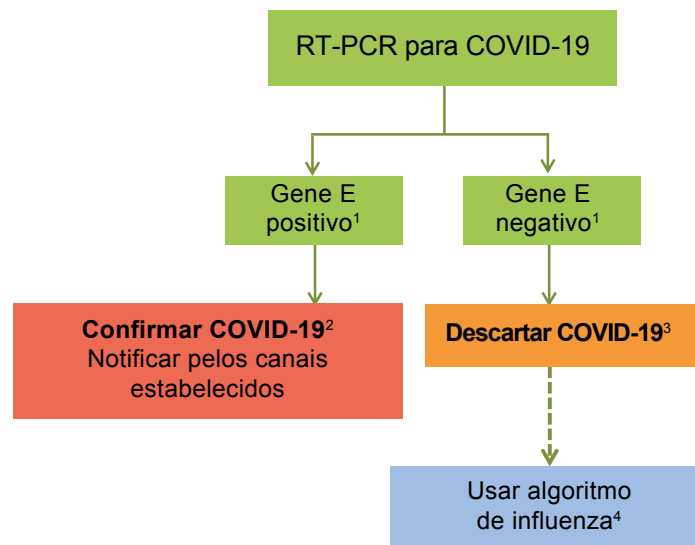 RT-PCR para COVID-19
Gene E
positivo¹
Gene E
negativo¹
Confirmar COVID-19²
Notificar pelos canais
estabelecidos
Descartar COVID-19³
Usar algoritmo
de influenza⁴